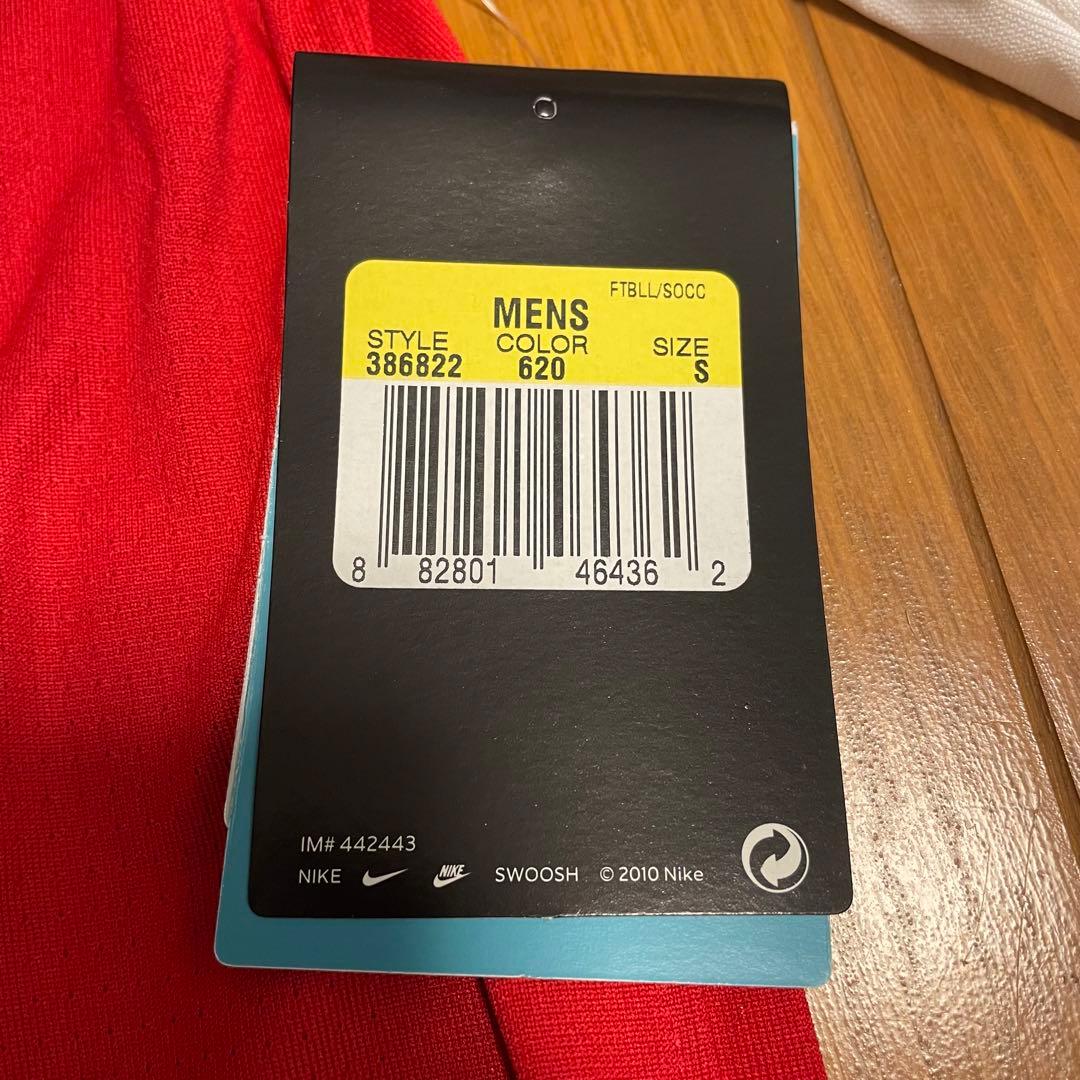 FTBLL/SOCC
MENS
STYLE COLOR SIZE
386822 620 S
8 82801 46436 2
IM# 442443
NIKE NIKE SWOOSH © 2010 Nike